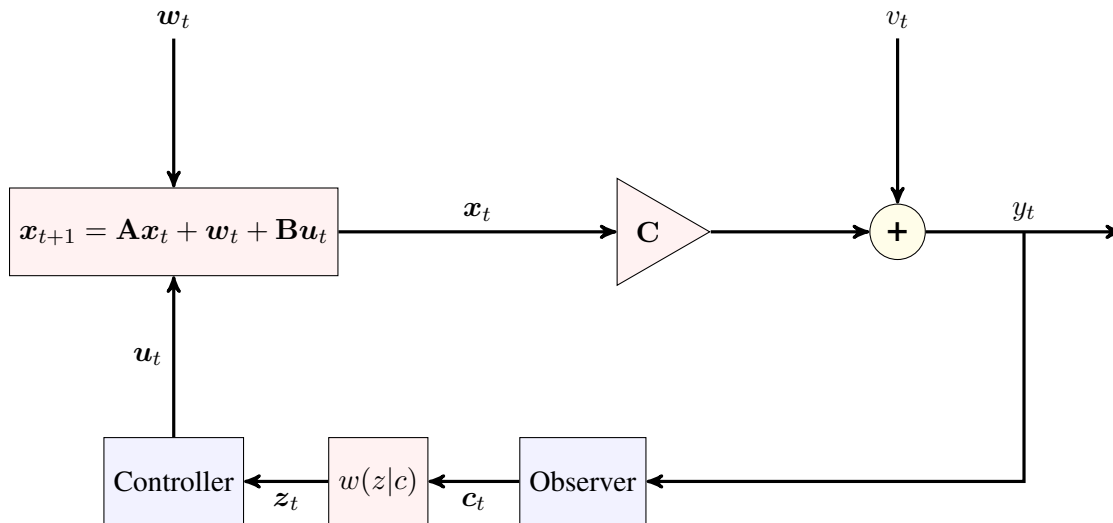 w_t
v_t
x_{t+1} = Ax_t + w_t + Bu_t
x_t
C
+
y_t
u_t
Controller
z_t
w(z|c)
c_t
Observer